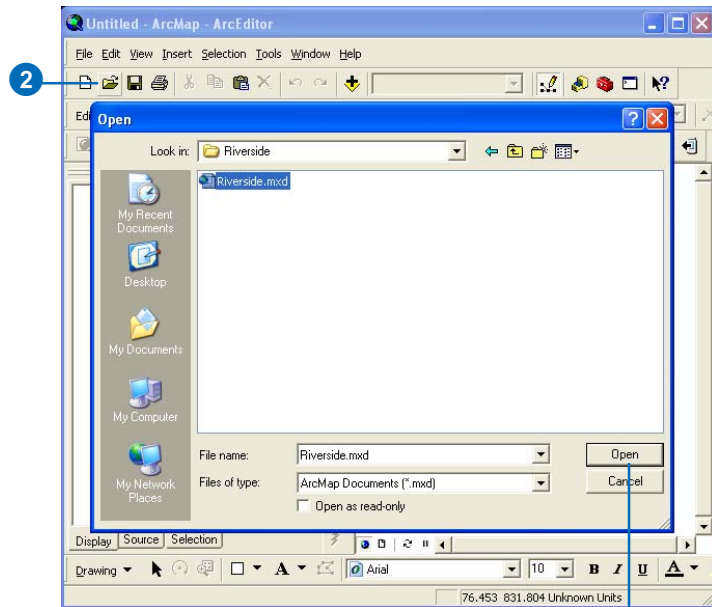 Untitled - ArcMap - ArcEditor
File Edit View Insert Selection Tools Window Help
2
Edi
Open
Look in: Riverside
Riverside.mxd
My Recent Documents
Desktop
My Documents
My Computer
My Network Places
File name: Riverside.mxd Open
Files of type: ArcMap Documents (*.mxd) Cancel
Open as read-only
Display Source Selection
Drawing A Arial 10 B I U A
76.453 831.804 Unknown Units